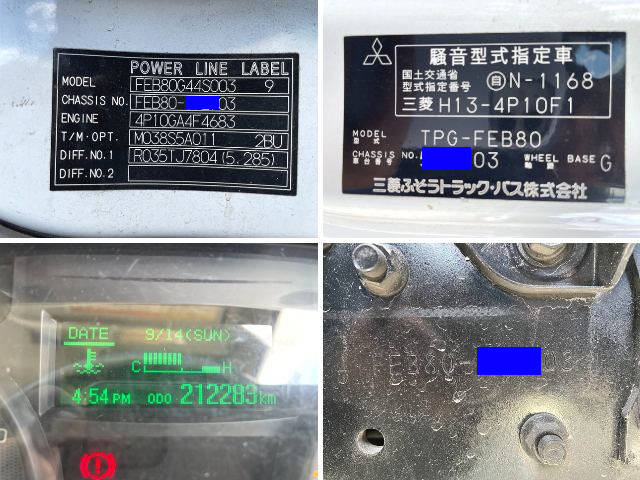 POWER LINE LABEL
MODEL FEB80G44S003 9
CHASSIS NO. FEB80- 03
ENGINE 4P10GA4F4683
T/M・OPT. M038S5A011 2BU
DIFF.NO.1 R035TJ7804(5.285)
DIFF.NO.2
騒音型式指定車
国土交通省
型式指定番号 自N-1168
三菱 H13-4P10F1
MODEL
型式 TPG-FEB80
CHASSIS NO.
車台番号 03 WHEEL BASE G
三菱ふそうトラック・バス株式会社
DATE 9/14(SUN)
C H
4:54 PM ODO 212283 km